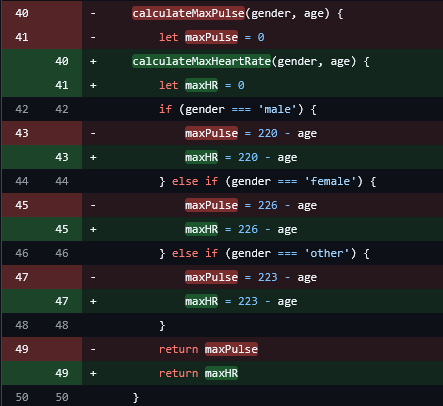 40 - calculateMaxPulse(gender, age) {
41 - let maxPulse = 0
40 + calculateMaxHeartRate(gender, age) {
41 + let maxHR = 0
42 42 if (gender === 'male') {
43 - maxPulse = 220 - age
43 + maxHR = 220 - age
44 44 } else if (gender === 'female') {
45 - maxPulse = 226 - age
45 + maxHR = 226 - age
46 46 } else if (gender === 'other') {
47 - maxPulse = 223 - age
47 + maxHR = 223 - age
48 48 }
49 - return maxPulse
49 + return maxHR
50 50 }